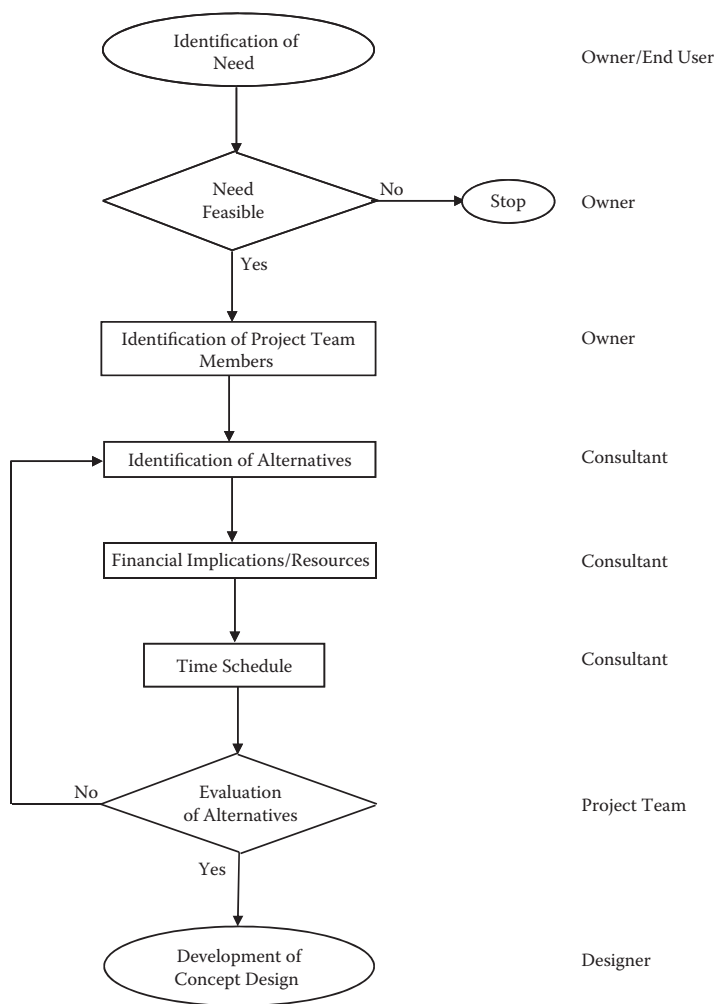 Identification of
Need
Owner/End User
Need
Feasible
No
Stop
Owner
Yes
Identification of Project Team
Members
Owner
Identification of Alternatives
Consultant
Financial Implications/Resources
Consultant
Time Schedule
Consultant
No
Evaluation
of Alternatives
Project Team
Yes
Development of
Concept Design
Designer